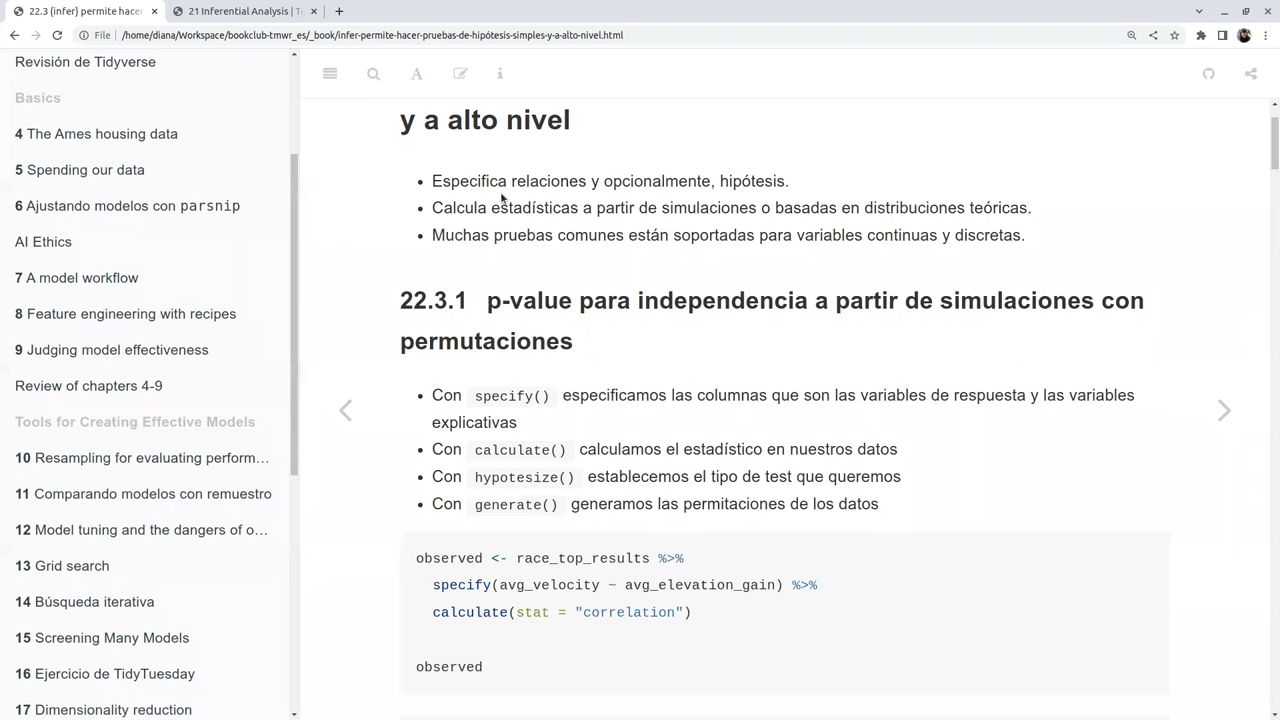 22.3 {infer} permite hacer
21 Inferential Analysis | Ti
File
/home/diana/Workspace/bookclub-tmwr_es/_book/infer-permite-hacer-pruebas-de-hipótesis-simples-y-a-alto-nivel.html
Revisión de Tidyverse
Basics
4 The Ames housing data
5 Spending our data
6 Ajustando modelos con parsnip
AI Ethics
7 A model workflow
8 Feature engineering with recipes
9 Judging model effectiveness
Review of chapters 4-9
Tools for Creating Effective Models
10 Resampling for evaluating perform…
11 Comparando modelos con remuestro
12 Model tuning and the dangers of o…
13 Grid search
14 Búsqueda iterativa
15 Screening Many Models
16 Ejercicio de TidyTuesday
17 Dimensionality reduction
y a alto nivel
• Especifica relaciones y opcionalmente, hipótesis.
• Calcula estadísticas a partir de simulaciones o basadas en distribuciones teóricas.
• Muchas pruebas comunes están soportadas para variables continuas y discretas.
22.3.1 p-value para independencia a partir de simulaciones con
permutaciones
• Con specify() especificamos las columnas que son las variables de respuesta y las variables
explicativas
• Con calculate() calculamos el estadístico en nuestros datos
• Con hypotesize() establecemos el tipo de test que queremos
• Con generate() generamos las permitaciones de los datos
observed <- race_top_results %>%
specify(avg_velocity ~ avg_elevation_gain) %>%
calculate(stat = "correlation")
observed